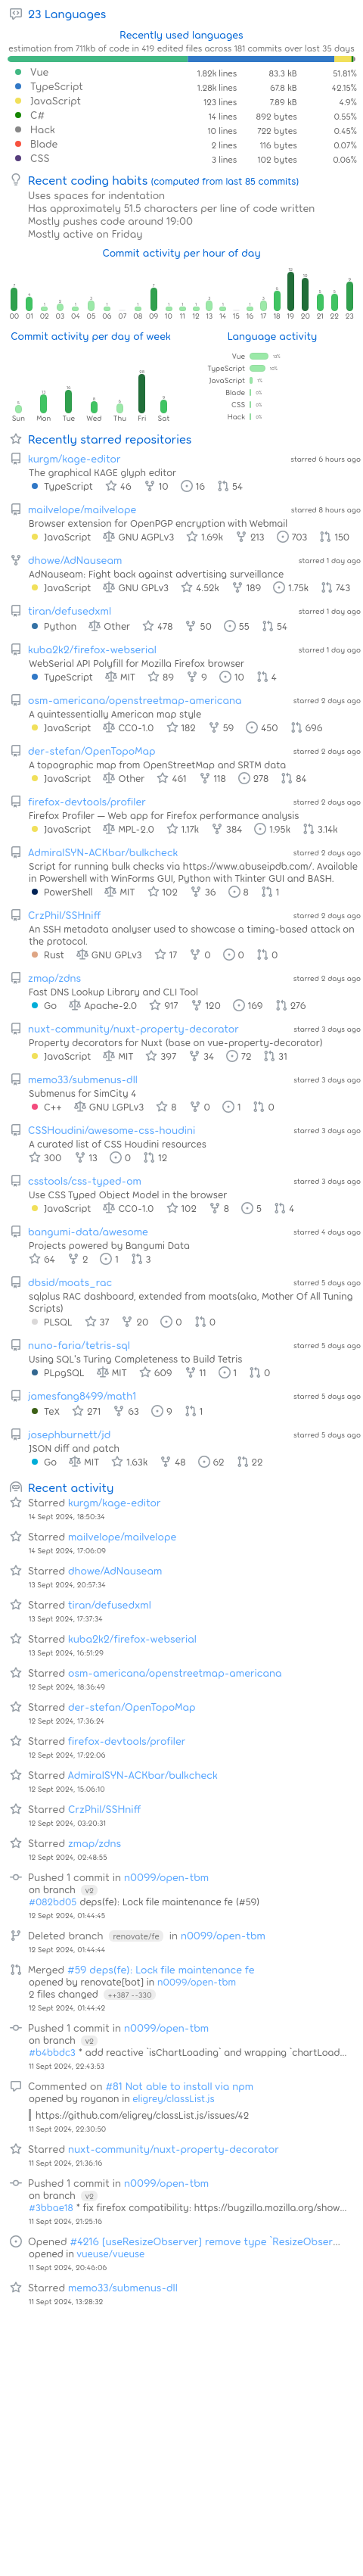 23 Languages
Recently used languages
estimation from 711kb of code in 419 edited files across 181 commits over last 35 days
Vue 1.82k lines 83.3 kB 51.81%
TypeScript 1.28k lines 67.8 kB 42.15%
JavaScript 123 lines 7.89 kB 4.9%
C# 14 lines 892 bytes 0.55%
Hack 10 lines 722 bytes 0.45%
Blade 2 lines 116 bytes 0.07%
CSS 3 lines 102 bytes 0.06%
Recent coding habits (computed from last 85 commits)
Uses spaces for indentation
Has approximately 51.5 characters per line of code written
Mostly pushes code around 19:00
Mostly active on Friday
Commit activity per hour of day
00 01 02 03 04 05 06 07 08 09 10 11 12 13 14 15 16 17 18 19 20 21 22 23
Commit activity per day of week
Language activity
Vue
TypeScript
JavaScript
Blade
CSS
Hack
Sun Mon Tue Wed Thu Fri Sat
Recently starred repositories
kurgm/kage-editor starred 6 hours ago
The graphical KAGE glyph editor
TypeScript 46 10 16 54
mailvelope/mailvelope starred 8 hours ago
Browser extension for OpenPGP encryption with Webmail
JavaScript GNU AGPLv3 1.69k 213 703 150
dhowe/AdNauseam starred 1 day ago
AdNauseam: Fight back against advertising surveillance
JavaScript GNU GPLv3 4.52k 189 1.75k 743
tiran/defusedxml starred 1 day ago
Python Other 478 50 55 54
kuba2k2/firefox-webserial starred 1 day ago
WebSerial API Polyfill for Mozilla Firefox browser
TypeScript MIT 89 9 10 4
osm-americana/openstreetmap-americana starred 2 days ago
A quintessentially American map style
JavaScript CC0-1.0 182 59 450 696
der-stefan/OpenTopoMap starred 2 days ago
A topographic map from OpenStreetMap and SRTM data
JavaScript Other 461 118 278 84
firefox-devtools/profiler starred 2 days ago
Firefox Profiler — Web app for Firefox performance analysis
JavaScript MPL-2.0 1.17k 384 1.95k 3.14k
AdmiralSYN-ACKbar/bulkcheck starred 2 days ago
Script for running bulk checks via https://www.abuseipdb.com/. Available
in Powershell with WinForms GUI, Python with Tkinter GUI and BASH.
PowerShell MIT 102 36 8 1
CrzPhil/SSHniff starred 2 days ago
An SSH metadata analyser used to showcase a timing-based attack on
the protocol.
Rust GNU GPLv3 17 0 0 0
zmap/zdns starred 2 days ago
Fast DNS Lookup Library and CLI Tool
Go Apache-2.0 917 120 169 276
nuxt-community/nuxt-property-decorator starred 3 days ago
Property decorators for Nuxt (base on vue-property-decorator)
JavaScript MIT 397 34 72 31
memo33/submenus-dll starred 3 days ago
Submenus for SimCity 4
C++ GNU LGPLv3 8 0 1 0
CSSHoudini/awesome-css-houdini starred 3 days ago
A curated list of CSS Houdini resources
300 13 0 12
csstools/css-typed-om starred 3 days ago
Use CSS Typed Object Model in the browser
JavaScript CC0-1.0 102 8 5 4
bangumi-data/awesome starred 4 days ago
Projects powered by Bangumi Data
64 2 1 3
dbsid/moats_rac starred 5 days ago
sqlplus RAC dashboard, extended from moats(aka, Mother Of All Tuning
Scripts)
PLSQL 37 20 0 0
nuno-faria/tetris-sql starred 5 days ago
Using SQL's Turing Completeness to Build Tetris
PLpgSQL MIT 609 11 1 0
jamesfang8499/math1 starred 5 days ago
TeX 271 63 9 1
josephburnett/jd starred 5 days ago
JSON diff and patch
Go MIT 1.63k 48 62 22
Recent activity
Starred kurgm/kage-editor
14 Sept 2024, 18:50:34
Starred mailvelope/mailvelope
14 Sept 2024, 17:06:09
Starred dhowe/AdNauseam
13 Sept 2024, 20:57:34
Starred tiran/defusedxml
13 Sept 2024, 17:37:34
Starred kuba2k2/firefox-webserial
13 Sept 2024, 16:51:29
Starred osm-americana/openstreetmap-americana
12 Sept 2024, 18:36:49
Starred der-stefan/OpenTopoMap
12 Sept 2024, 17:36:24
Starred firefox-devtools/profiler
12 Sept 2024, 17:22:06
Starred AdmiralSYN-ACKbar/bulkcheck
12 Sept 2024, 15:06:10
Starred CrzPhil/SSHniff
12 Sept 2024, 03:20:31
Starred zmap/zdns
12 Sept 2024, 02:48:55
Pushed 1 commit in n0099/open-tbm
on branch v2
#082bd05 deps(fe): Lock file maintenance fe (#59)
12 Sept 2024, 01:44:45
Deleted branch renovate/fe in n0099/open-tbm
12 Sept 2024, 01:44:44
Merged #59 deps(fe): Lock file maintenance fe
opened by renovate[bot] in n0099/open-tbm
2 files changed ++387 --330
12 Sept 2024, 01:44:42
Pushed 1 commit in n0099/open-tbm
on branch v2
#b4bbdc3 * add reactive `isChartLoading` and wrapping `chartLoad...
11 Sept 2024, 22:43:53
Commented on #81 Not able to install via npm
opened by royanon in eligrey/classList.js
https://github.com/eligrey/classList.js/issues/42
11 Sept 2024, 22:30:50
Starred nuxt-community/nuxt-property-decorator
11 Sept 2024, 21:36:16
Pushed 1 commit in n0099/open-tbm
on branch v2
#3bbae18 * fix firefox compatibility: https://bugzilla.mozilla.org/show...
11 Sept 2024, 21:25:16
Opened #4216 [useResizeObserver] remove type `ResizeObser...
opened in vueuse/vueuse
11 Sept 2024, 20:46:06
Starred memo33/submenus-dll
11 Sept 2024, 13:28:32